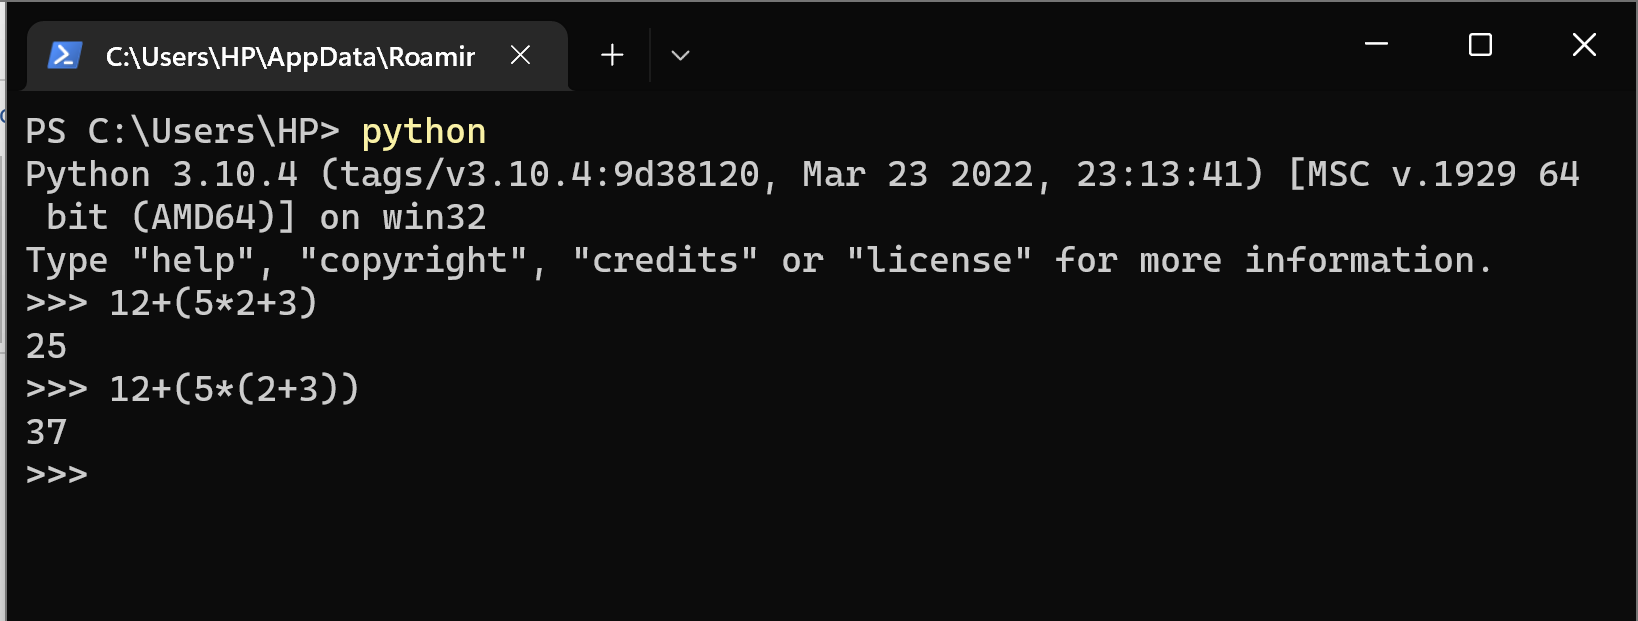 C:\Users\HP\AppData\Roamir
PS C:\Users\HP> python
Python 3.10.4 (tags/v3.10.4:9d38120, Mar 23 2022, 23:13:41) [MSC v.1929 64
 bit (AMD64)] on win32
Type "help", "copyright", "credits" or "license" for more information.
>>> 12+(5*2+3)
25
>>> 12+(5*(2+3))
37
>>>